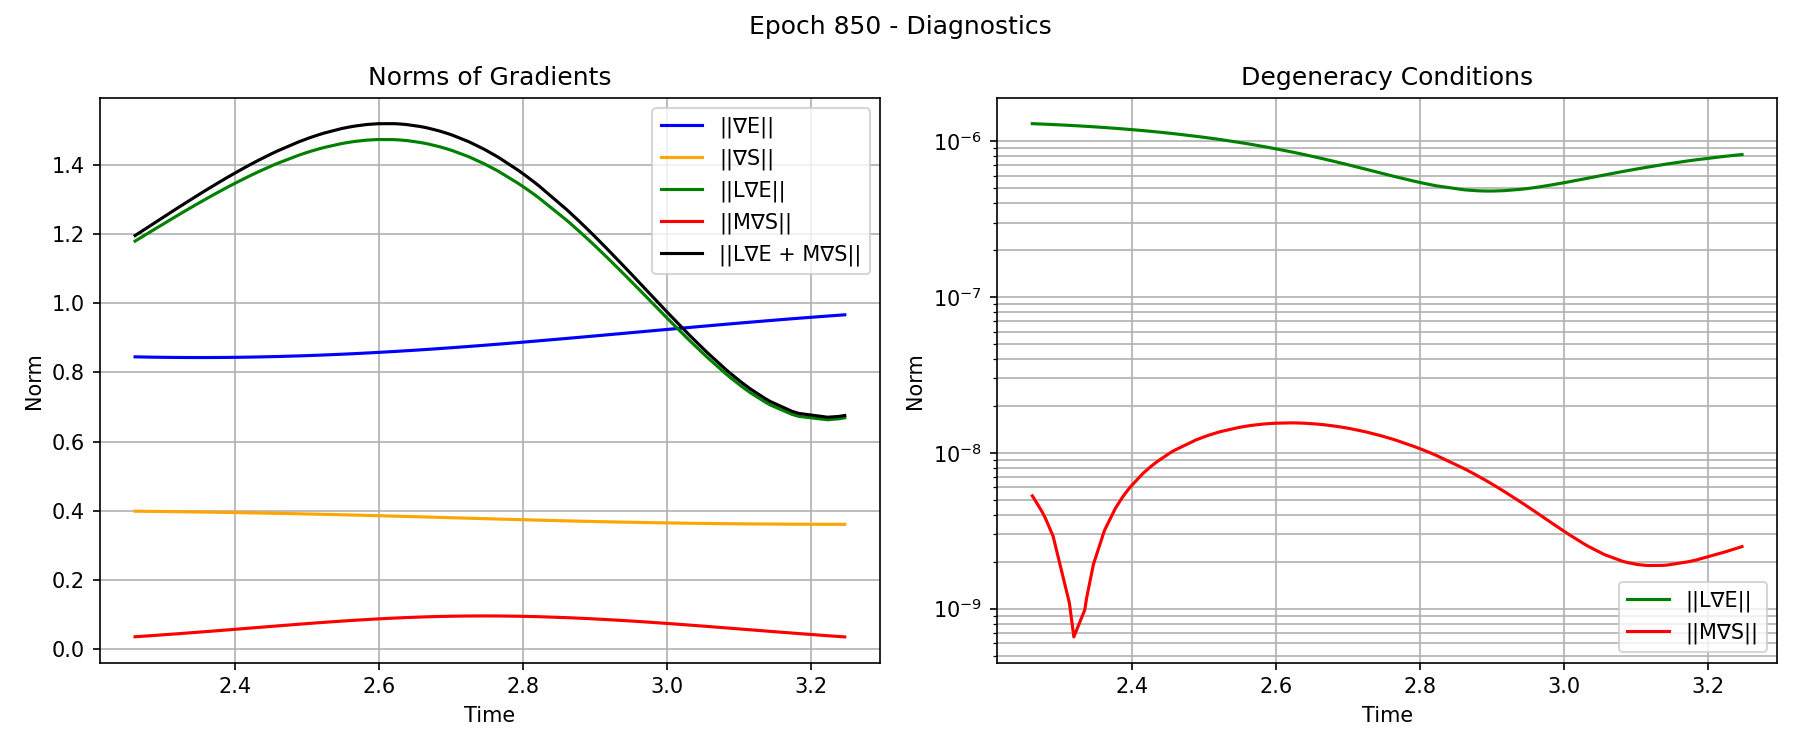 Epoch 850 - Diagnostics
Norms of Gradients
Norm
1.4
1.2
1.0
0.8
0.6
0.4
0.2
0.0
2.4 2.6 2.8 3.0 3.2
Time
||∇E||
||∇S||
||L∇E||
||M∇S||
||L∇E + M∇S||
Degeneracy Conditions
Norm
10⁻⁶
10⁻⁷
10⁻⁸
10⁻⁹
2.4 2.6 2.8 3.0 3.2
Time
||L∇E||
||M∇S||